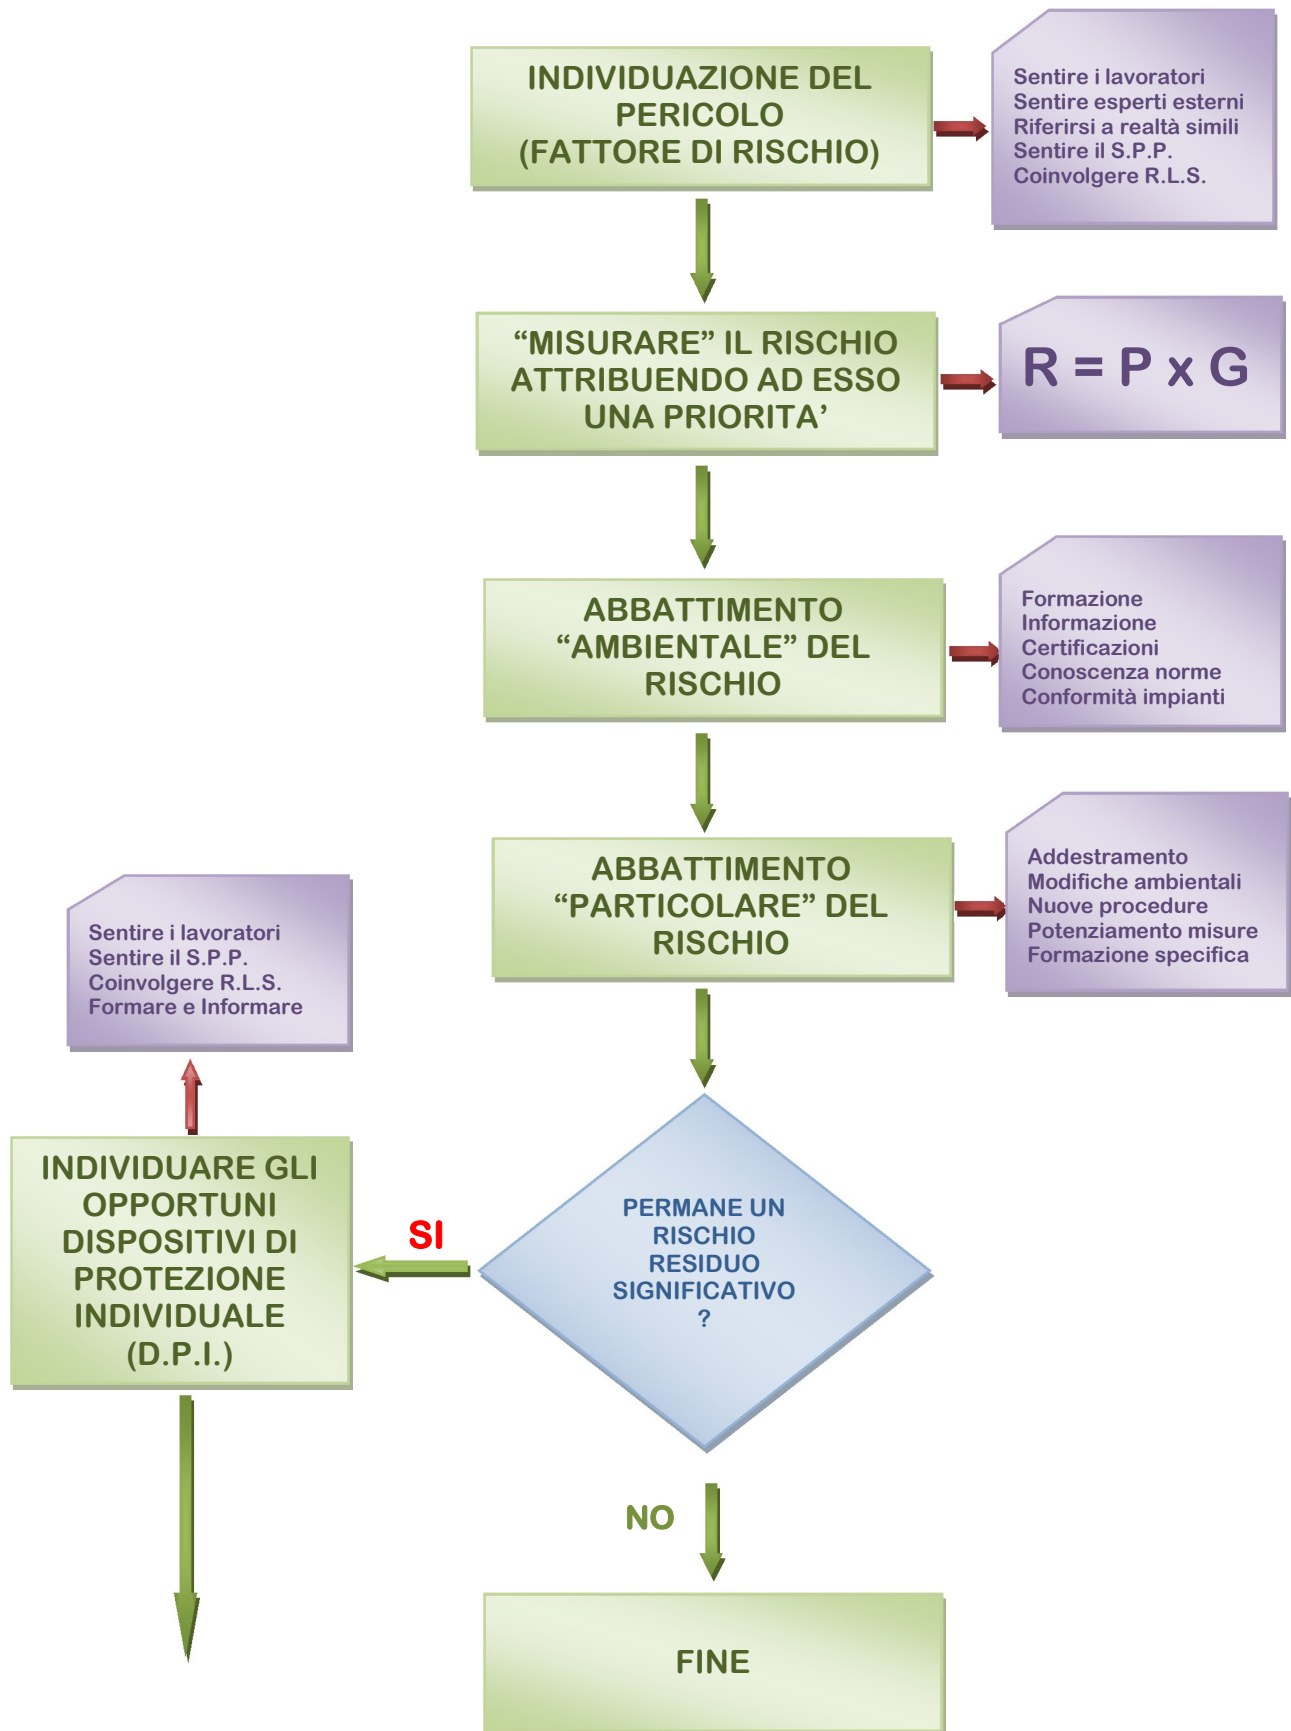 INDIVIDUAZIONE DEL
PERICOLO
(FATTORE DI RISCHIO)
Sentire i lavoratori
Sentire esperti esterni
Riferirsi a realtà simili
Sentire il S.P.P.
Coinvolgere R.L.S.
“MISURARE” IL RISCHIO
ATTRIBUENDO AD ESSO
UNA PRIORITA’
R = P x G
ABBATTIMENTO
“AMBIENTALE” DEL
RISCHIO
Formazione
Informazione
Certificazioni
Conoscenza norme
Conformità impianti
ABBATTIMENTO
“PARTICOLARE” DEL
RISCHIO
Addestramento
Modifiche ambientali
Nuove procedure
Potenziamento misure
Formazione specifica
Sentire i lavoratori
Sentire il S.P.P.
Coinvolgere R.L.S.
Formare e Informare
INDIVIDUARE GLI
OPPORTUNI
DISPOSITIVI DI
PROTEZIONE
INDIVIDUALE
(D.P.I.)
SI
PERMANE UN
RISCHIO
RESIDUO
SIGNIFICATIVO
?
NO
FINE